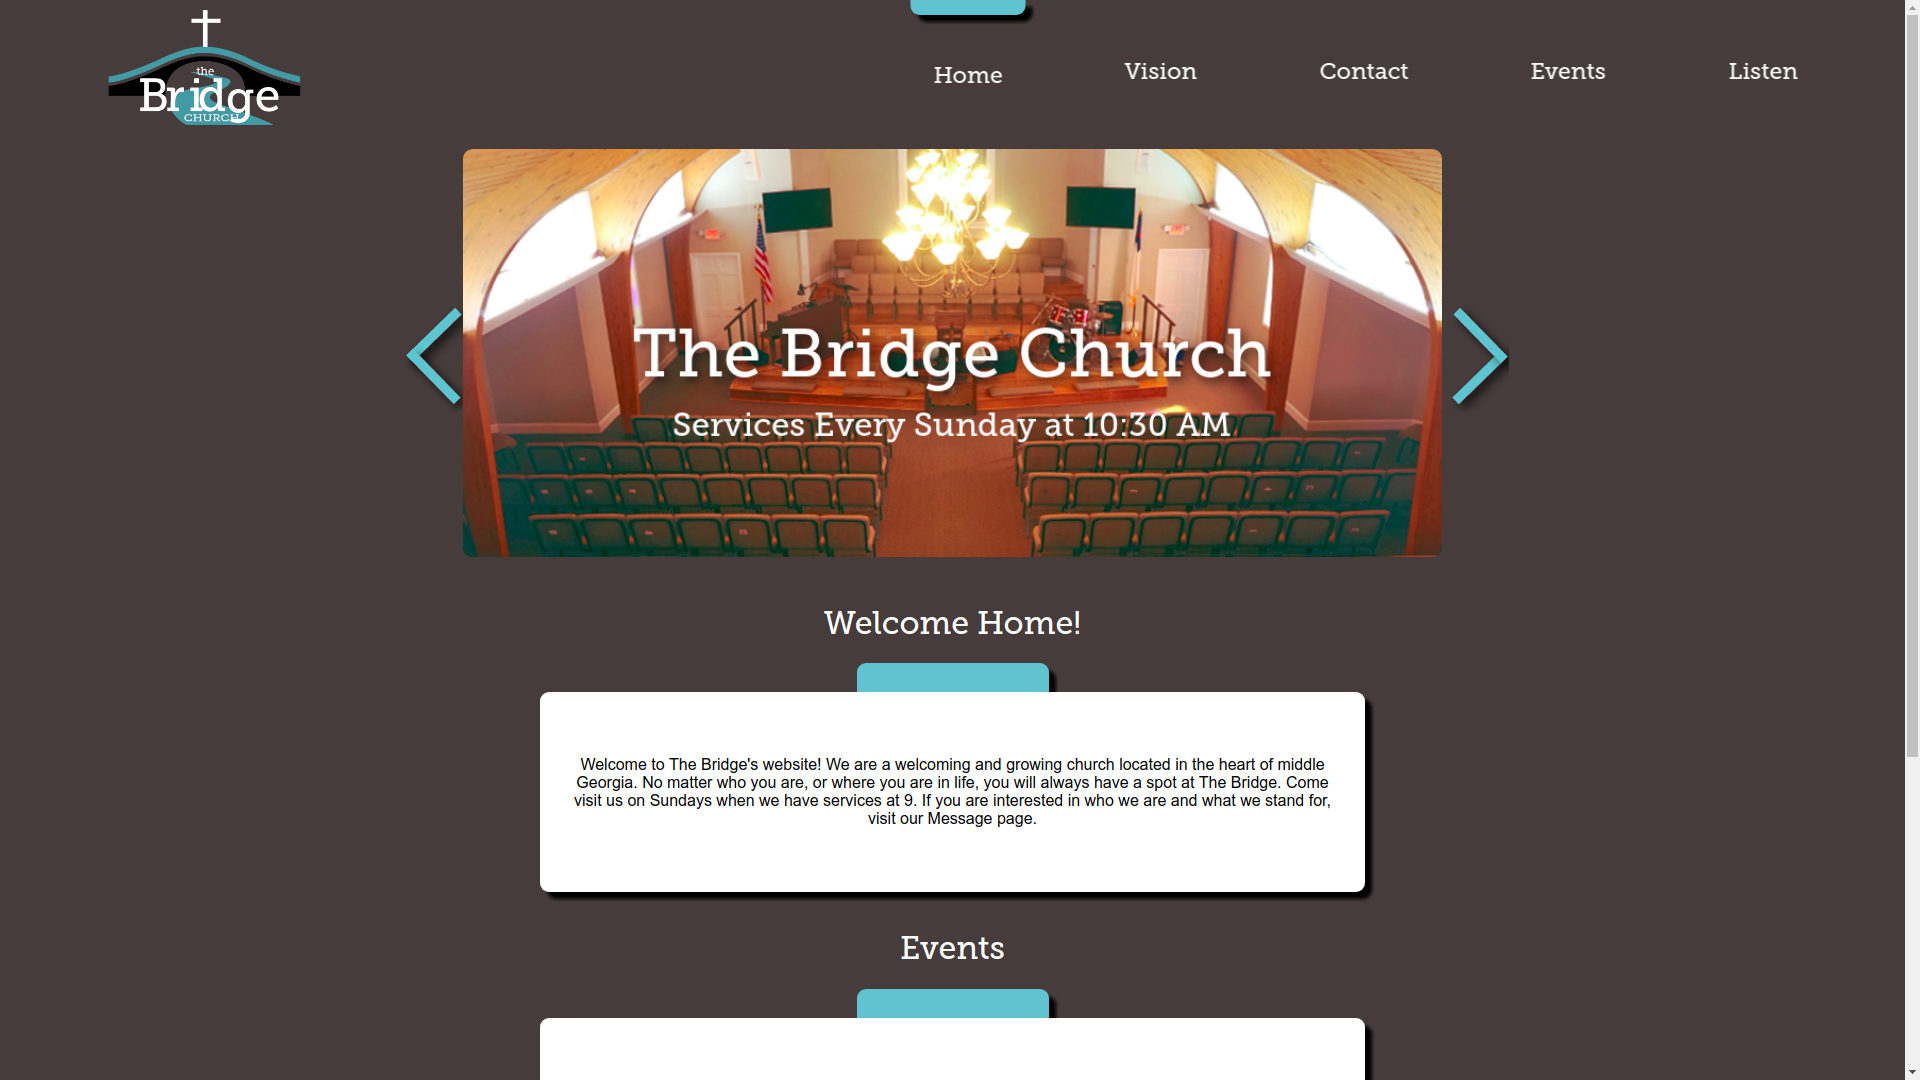 the
Bridge
CHURCH
Home
Vision
Contact
Events
Listen
The Bridge Church
Services Every Sunday at 10:30 AM
Welcome Home!
Welcome to The Bridge's website! We are a welcoming and growing church located in the heart of middle
Georgia. No matter who you are, or where you are in life, you will always have a spot at The Bridge. Come
visit us on Sundays when we have services at 9. If you are interested in who we are and what we stand for,
visit our Message page.
Events